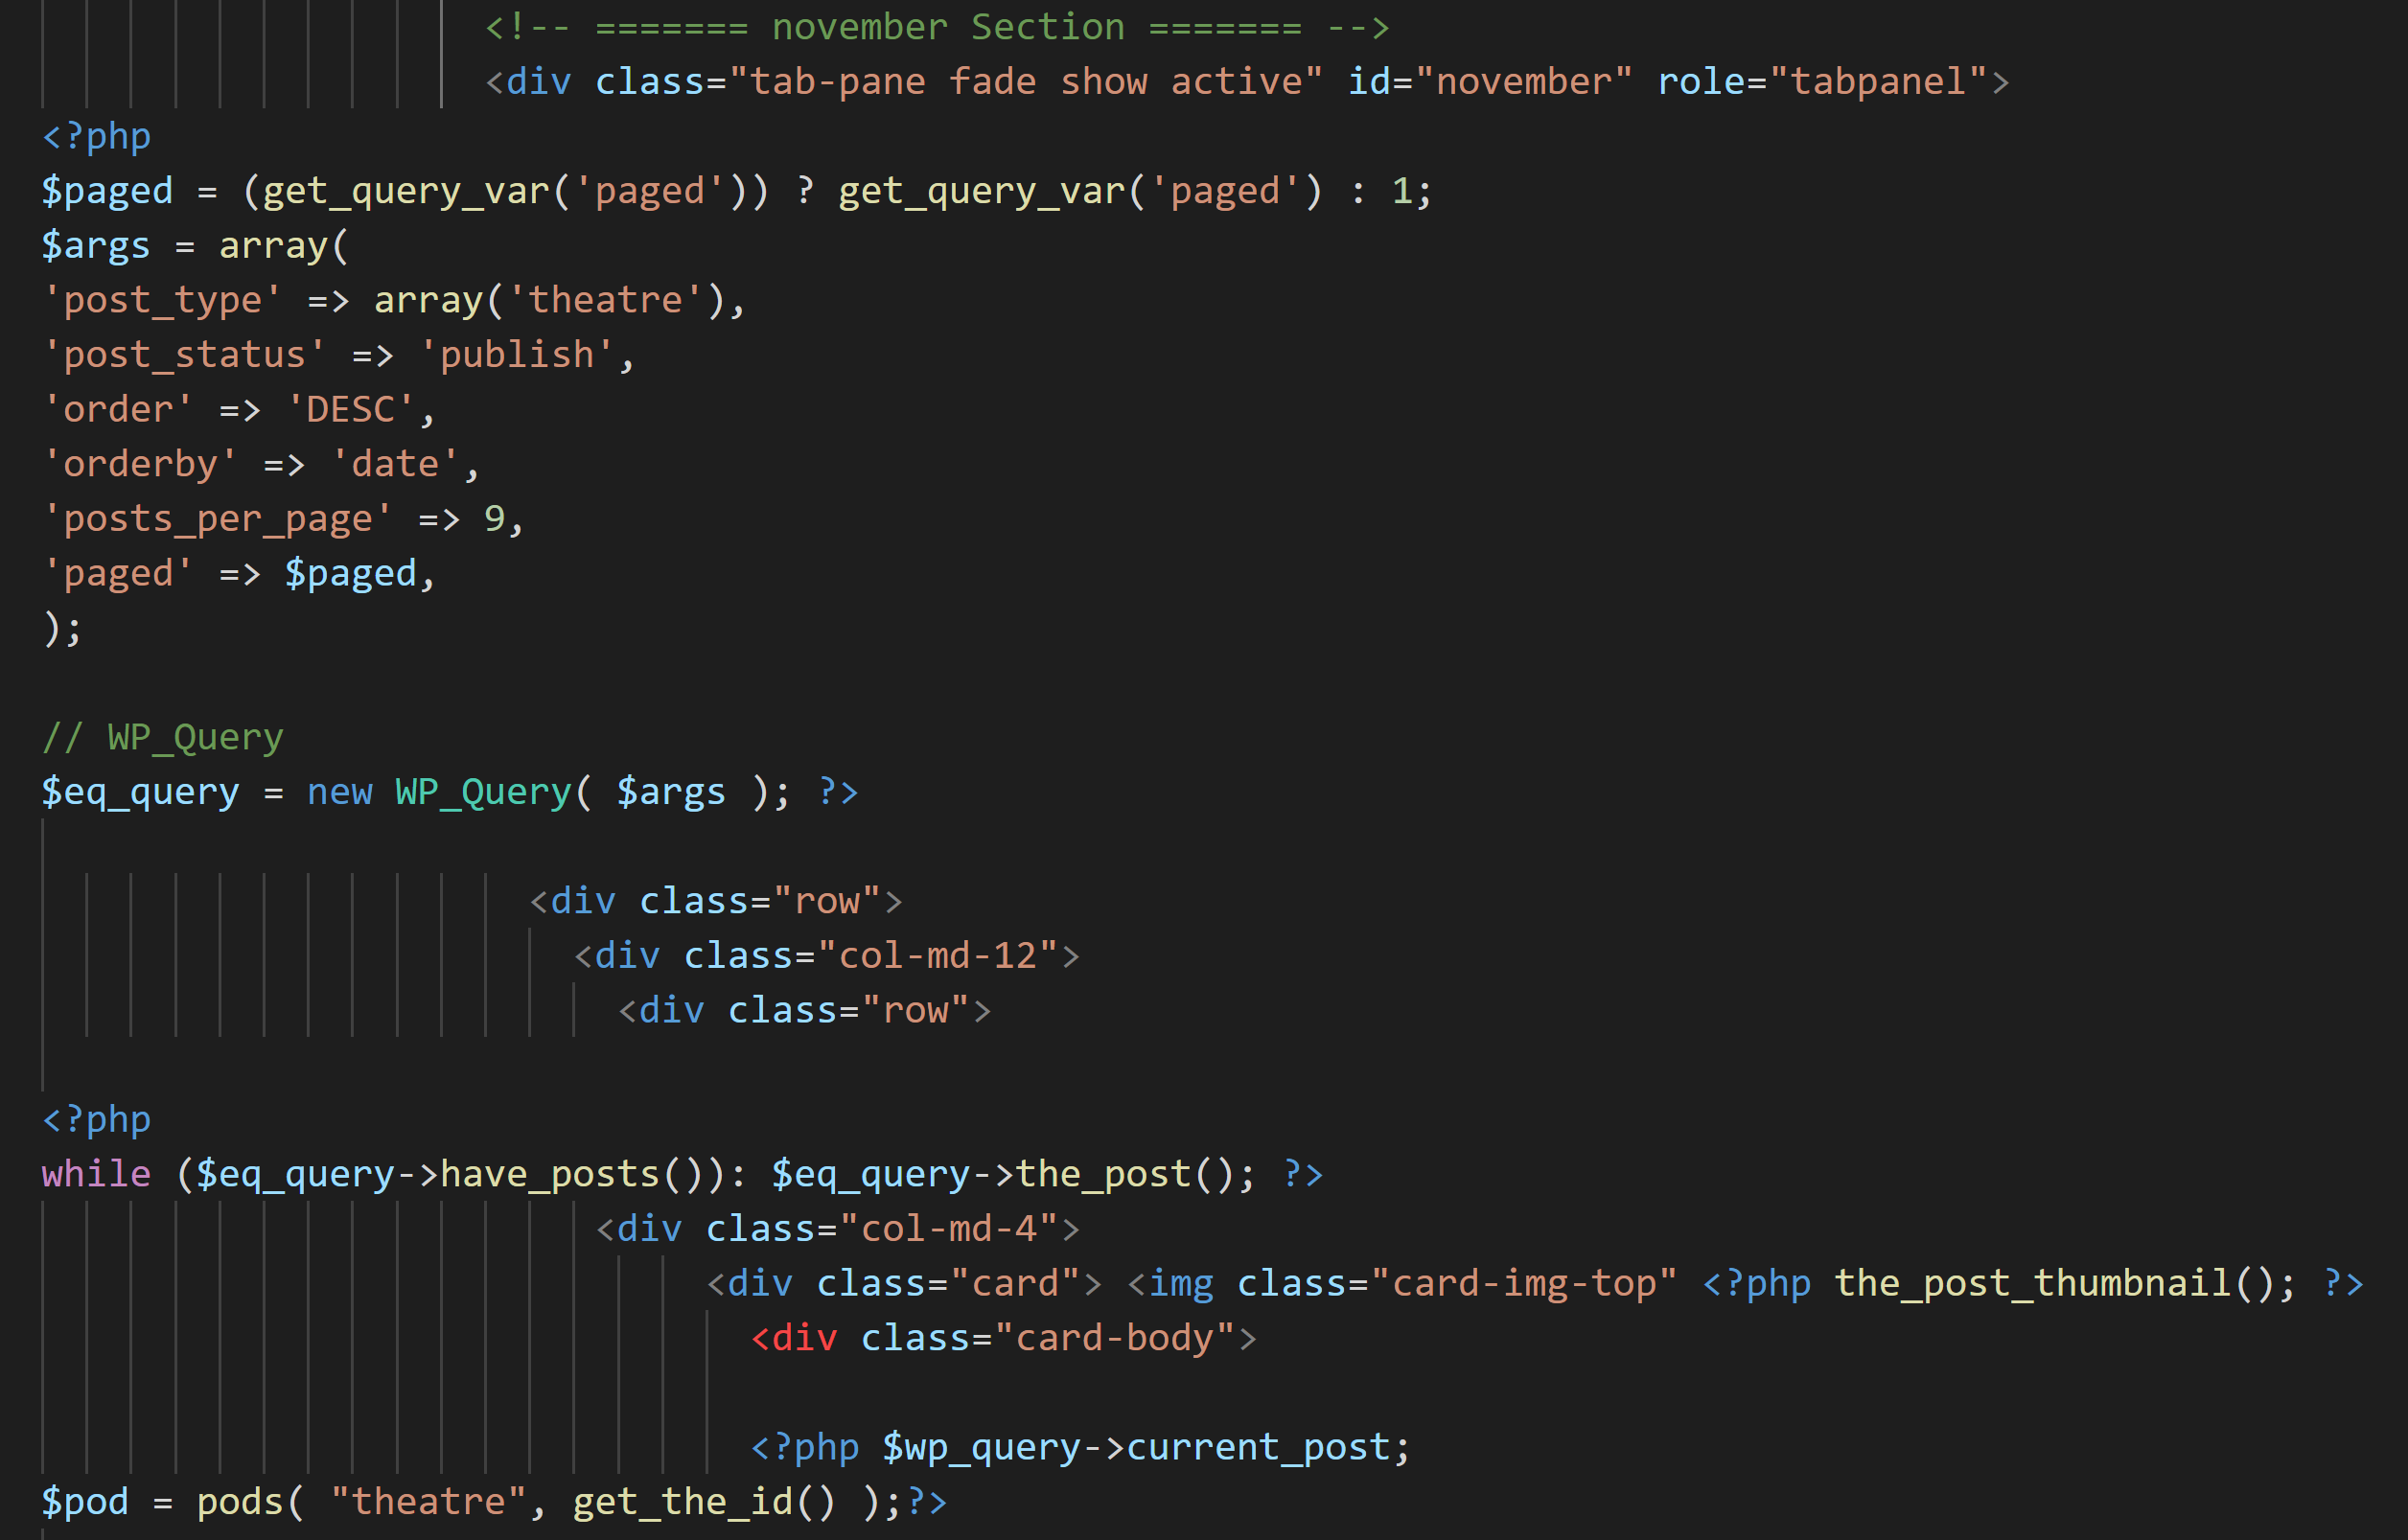 <!-- ======= november Section ======= -->
<div class="tab-pane fade show active" id="november" role="tabpanel">
<?php
$paged = (get_query_var('paged')) ? get_query_var('paged') : 1;
$args = array(
'post_type' => array('theatre'),
'post_status' => 'publish',
'order' => 'DESC',
'orderby' => 'date',
'posts_per_page' => 9,
'paged' => $paged,
);
// WP_Query
$eq_query = new WP_Query( $args ); ?>
<div class="row">
<div class="col-md-12">
<div class="row">
<?php
while ($eq_query->have_posts()): $eq_query->the_post(); ?>
<div class="col-md-4">
<div class="card"> <img class="card-img-top" <?php the_post_thumbnail(); ?>
<div class="card-body">
<?php $wp_query->current_post;
$pod = pods( "theatre", get_the_id() );?>